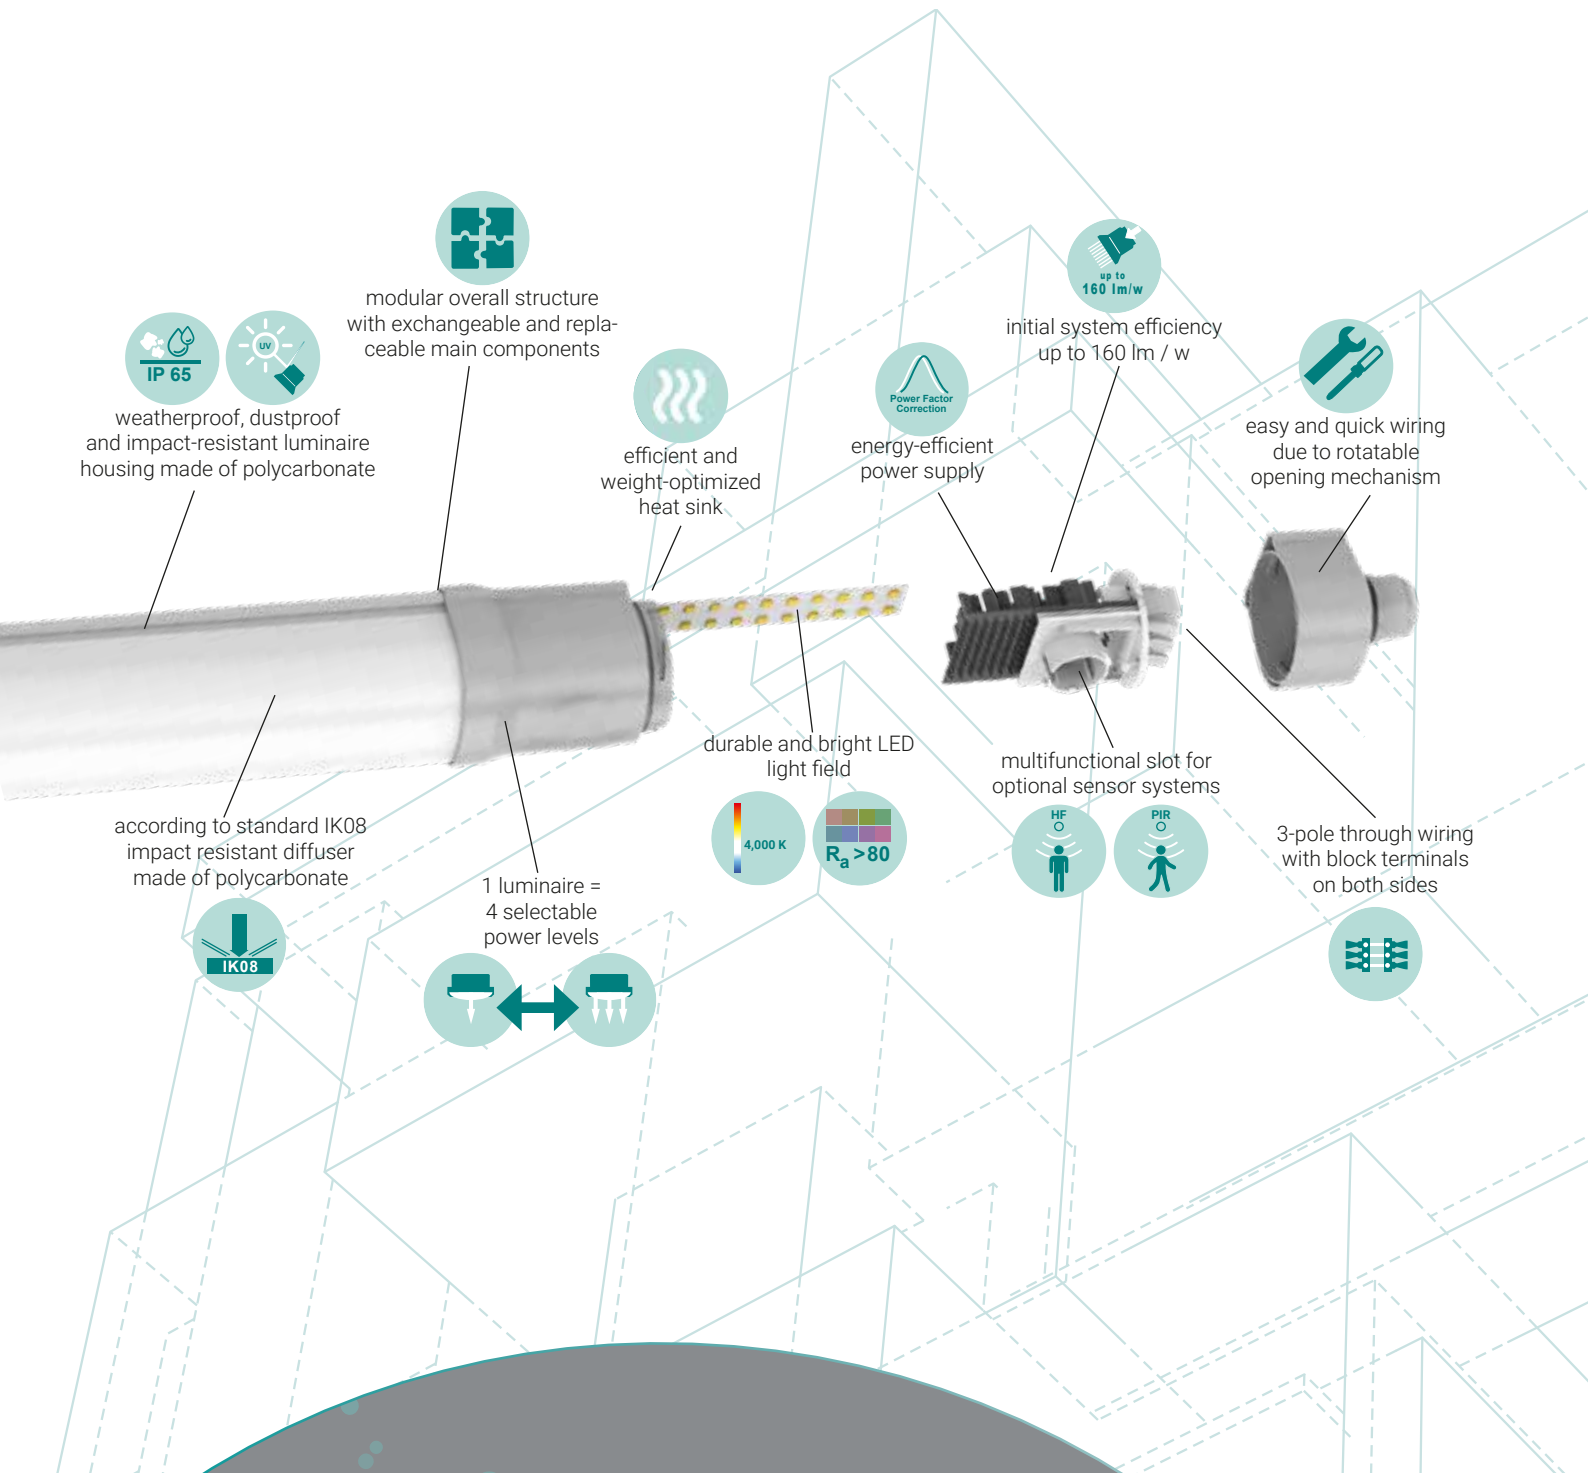 modular overall structure
with exchangeable and repla-
ceable main components
up to
160 lm/w
initial system efficiency
up to 160 lm / w
IP 65
UV
weatherproof, dustproof
and impact-resistant luminaire
housing made of polycarbonate
efficient and
weight-optimized
heat sink
Power Factor
Correction
energy-efficient
power supply
easy and quick wiring
due to rotatable
opening mechanism
durable and bright LED
light field
4,000 K
Ra >80
multifunctional slot for
optional sensor systems
HF
PIR
according to standard IK08
impact resistant diffuser
made of polycarbonate
IK08
1 luminaire =
4 selectable
power levels
3-pole through wiring
with block terminals
on both sides